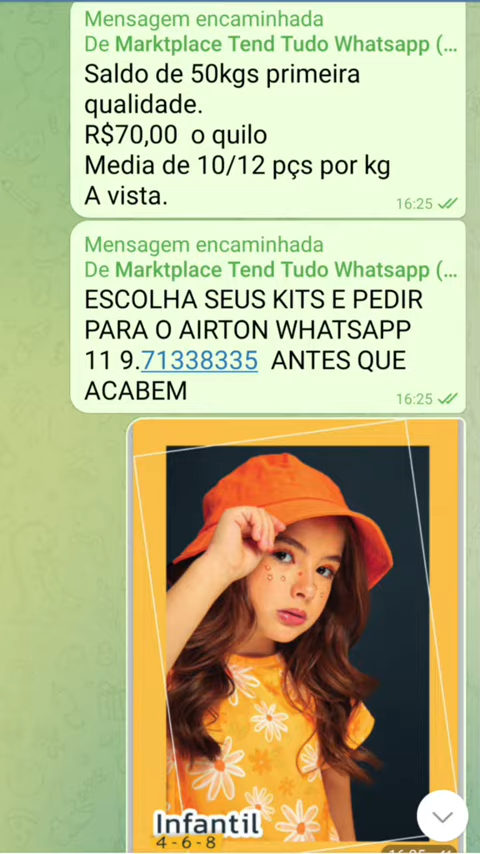 Mensagem encaminhada
De Marktplace Tend Tudo Whatsapp (...
Saldo de 50kgs primeira
qualidade.
R$70,00 o quilo
Media de 10/12 pçs por kg
A vista.
16:25
Mensagem encaminhada
De Marktplace Tend Tudo Whatsapp (...
ESCOLHA SEUS KITS E PEDIR
PARA O AIRTON WHATSAPP
11 9.71338335 ANTES QUE
ACABEM
16:25
Infantil
4-6-8